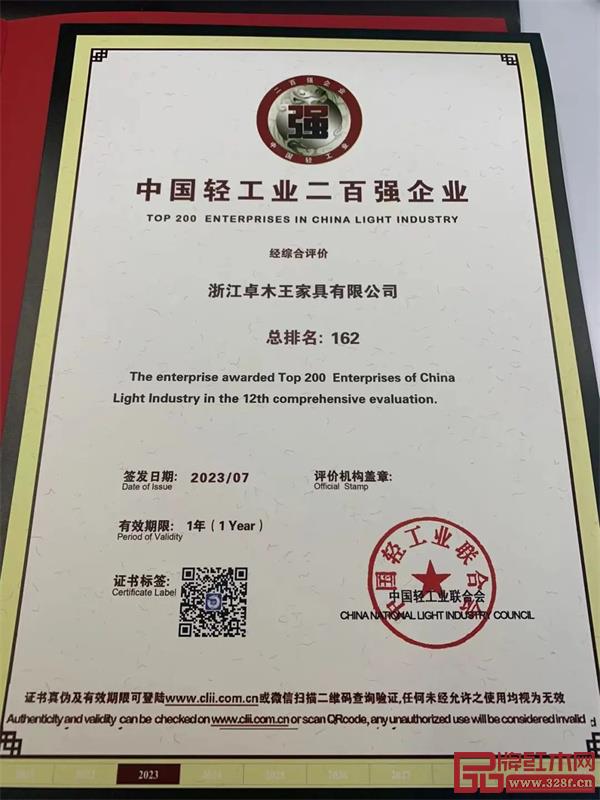 二百强企业
强
中国轻工业
中国轻工业二百强企业
TOP 200 ENTERPRISES IN CHINA LIGHT INDUSTRY
经综合评价
浙江卓木王家具有限公司
总排名: 162
The enterprise awarded Top 200 Enterprises of China
Light Industry in the 12th comprehensive evaluation.
签发日期: 2023/07
Date of Issue
评价机构盖章:
Official Stamp
有效期限: 1年 ( 1 Year )
Period of Validity
证书标签:
Certificate Label
中国轻工业联合会
中国轻工业联合会
CHINA NATIONAL LIGHT INDUSTRY COUNCIL
证书真伪及有效期限可登陆www.clii.com.cn或微信扫描二维码查询验证,任何未经允许之使用均视为无效
Authenticity and validity can be checked on www.clii.com.cn or scan QRcode, any unauthorized use will be considered invalid
2023
品牌红木网
www.328f.cn